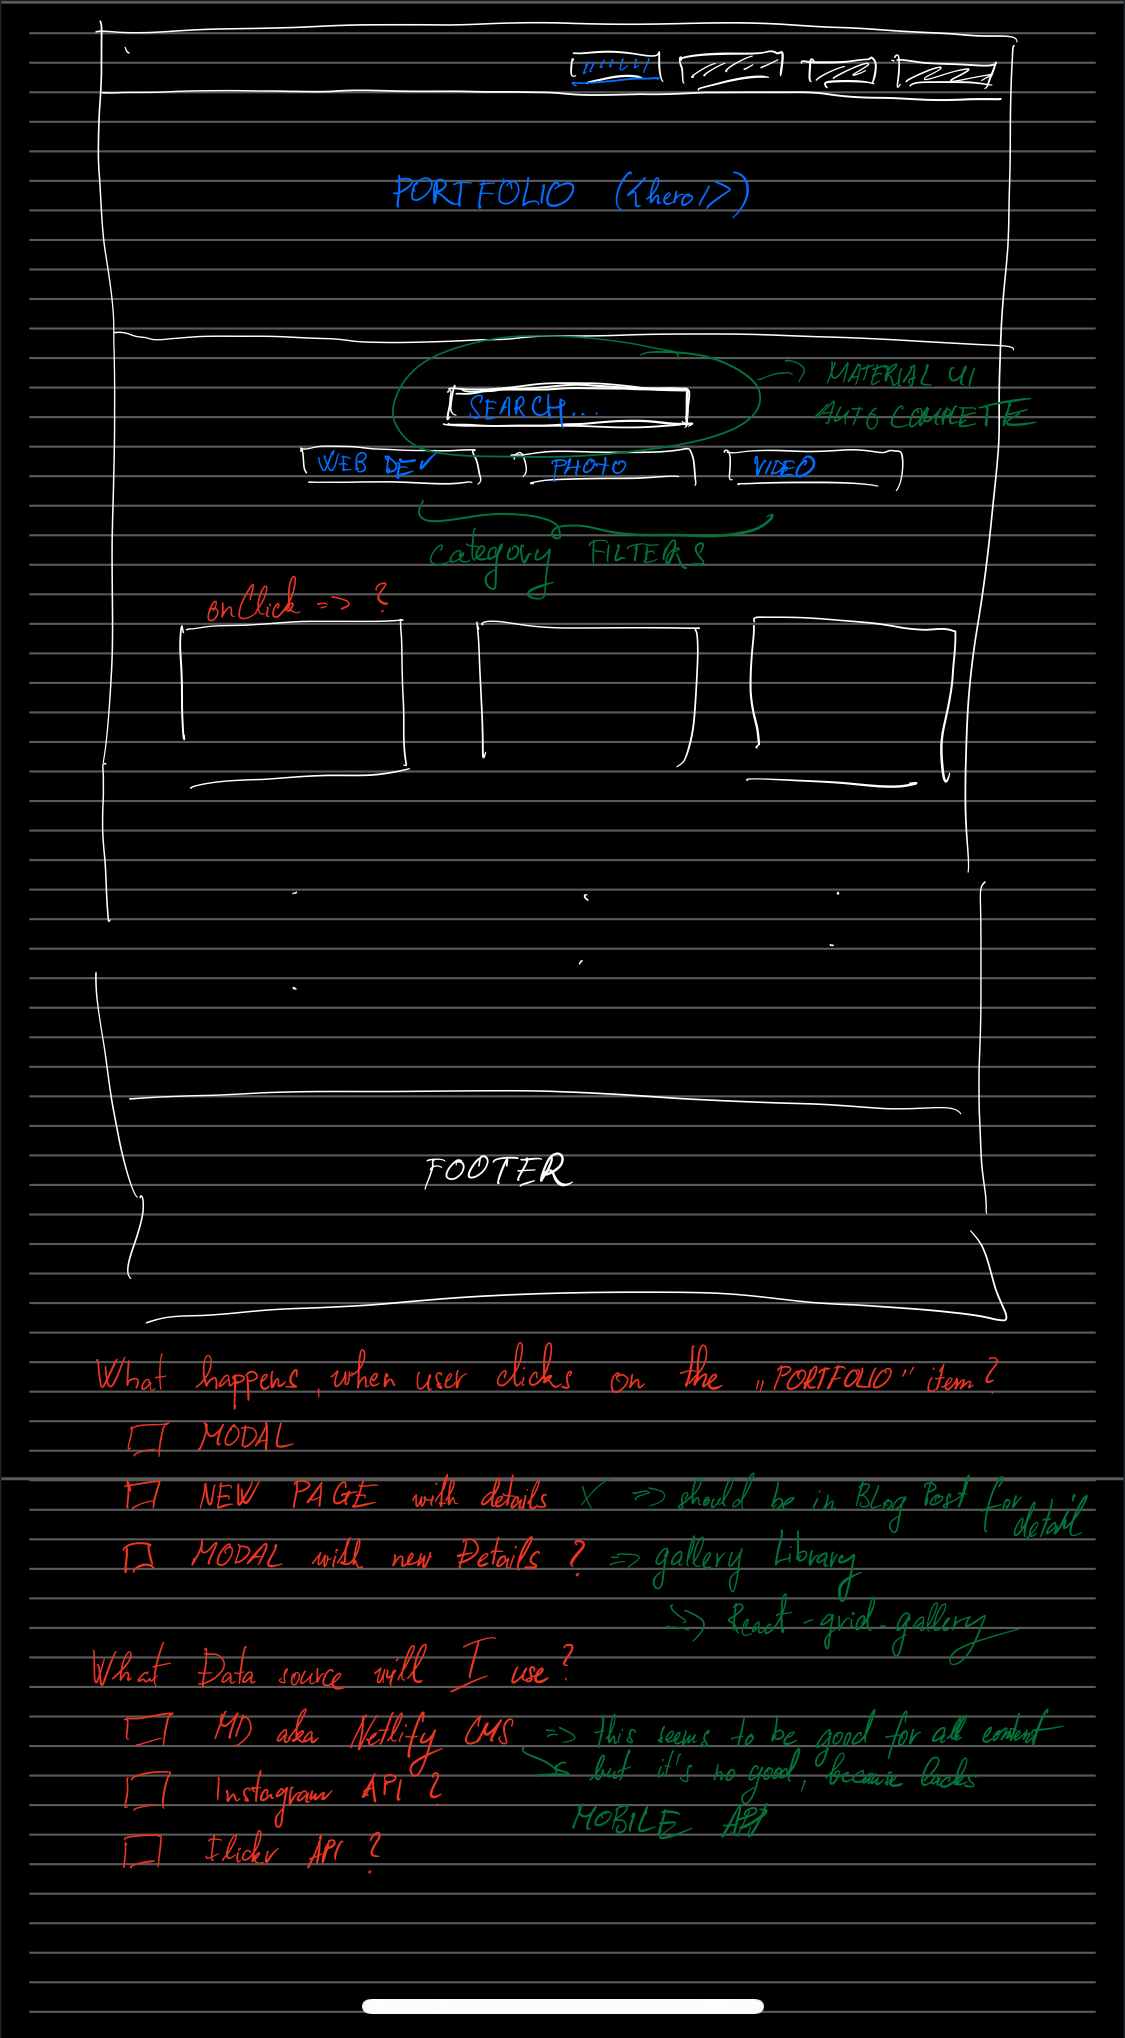 PORTFOLIO (<hero/>)
SEARCH...
=> MATERIAL UI
AUTOCOMPLETTE
WEB DEV
PHOTO
VIDEO
Category FILTERS
onClick => ?
FOOTER
What happens, when user clicks on the „PORTFOLIO" item?
MODAL
NEW PAGE with details X => should be in Blog Post for detail
MODAL with new Details ? => gallery Library
=> React-grid-gallery
What Data source will I use?
MD aka Netlify CMS => this seems to be good for all content
but it's no good, because lacks
MOBILE APP
Instagram API ?
Flickr API ?